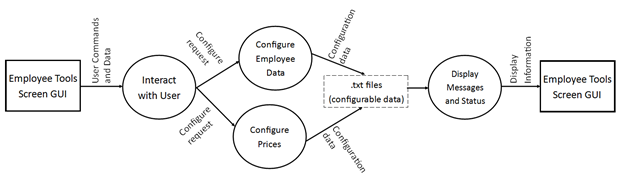 Employee Tools
Screen GUI
User Commands
and Data
Interact
with User
Configure
request
Configure
request
Configure
Employee
Data
Configure
Prices
Configuration
data
Configuration
data
.txt files
(configurable data)
Display
Messages
and Status
Display
Information
Employee Tools
Screen GUI